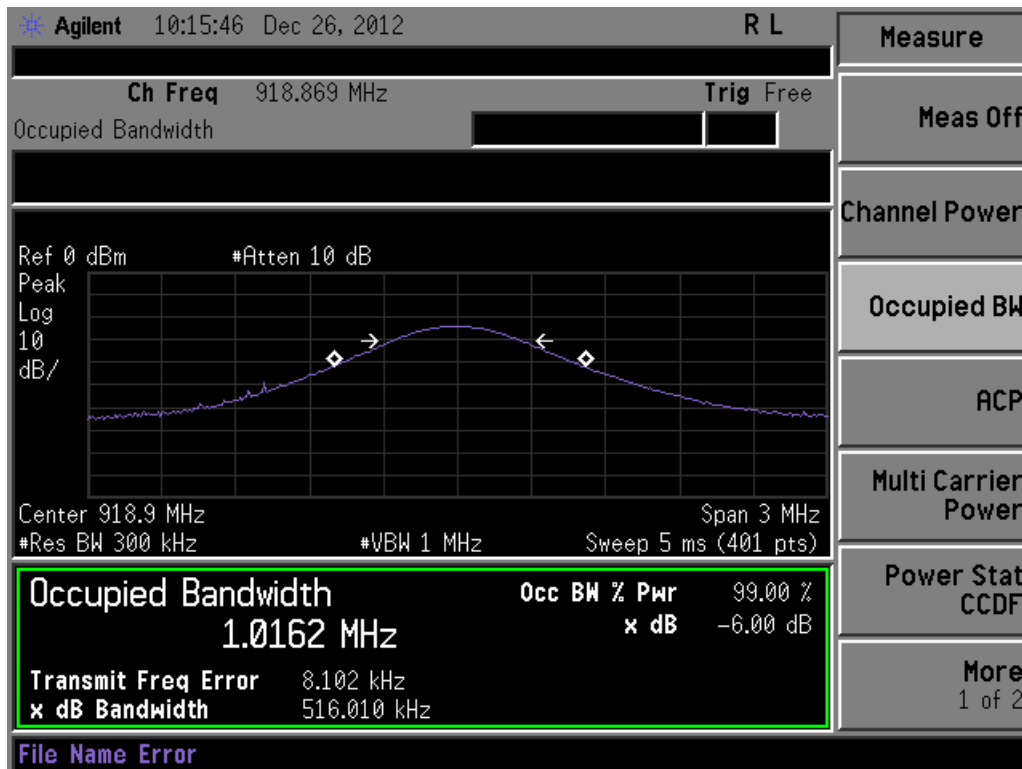 Agilent 10:15:46 Dec 26, 2012 R L
Measure
Ch Freq 918.869 MHz Trig Free
Occupied Bandwidth
Meas Off
Channel Power
Ref 0 dBm #Atten 10 dB
Peak
Log
10
dB/
Occupied BW
ACP
Center 918.9 MHz Span 3 MHz
#Res BW 300 kHz #VBW 1 MHz Sweep 5 ms (401 pts)
Multi Carrier
Power
Occupied Bandwidth Occ BW % Pwr 99.00 %
1.0162 MHz x dB -6.00 dB
Transmit Freq Error 8.102 kHz
x dB Bandwidth 516.010 kHz
Power Stat
CCDF
More
1 of 2
File Name Error